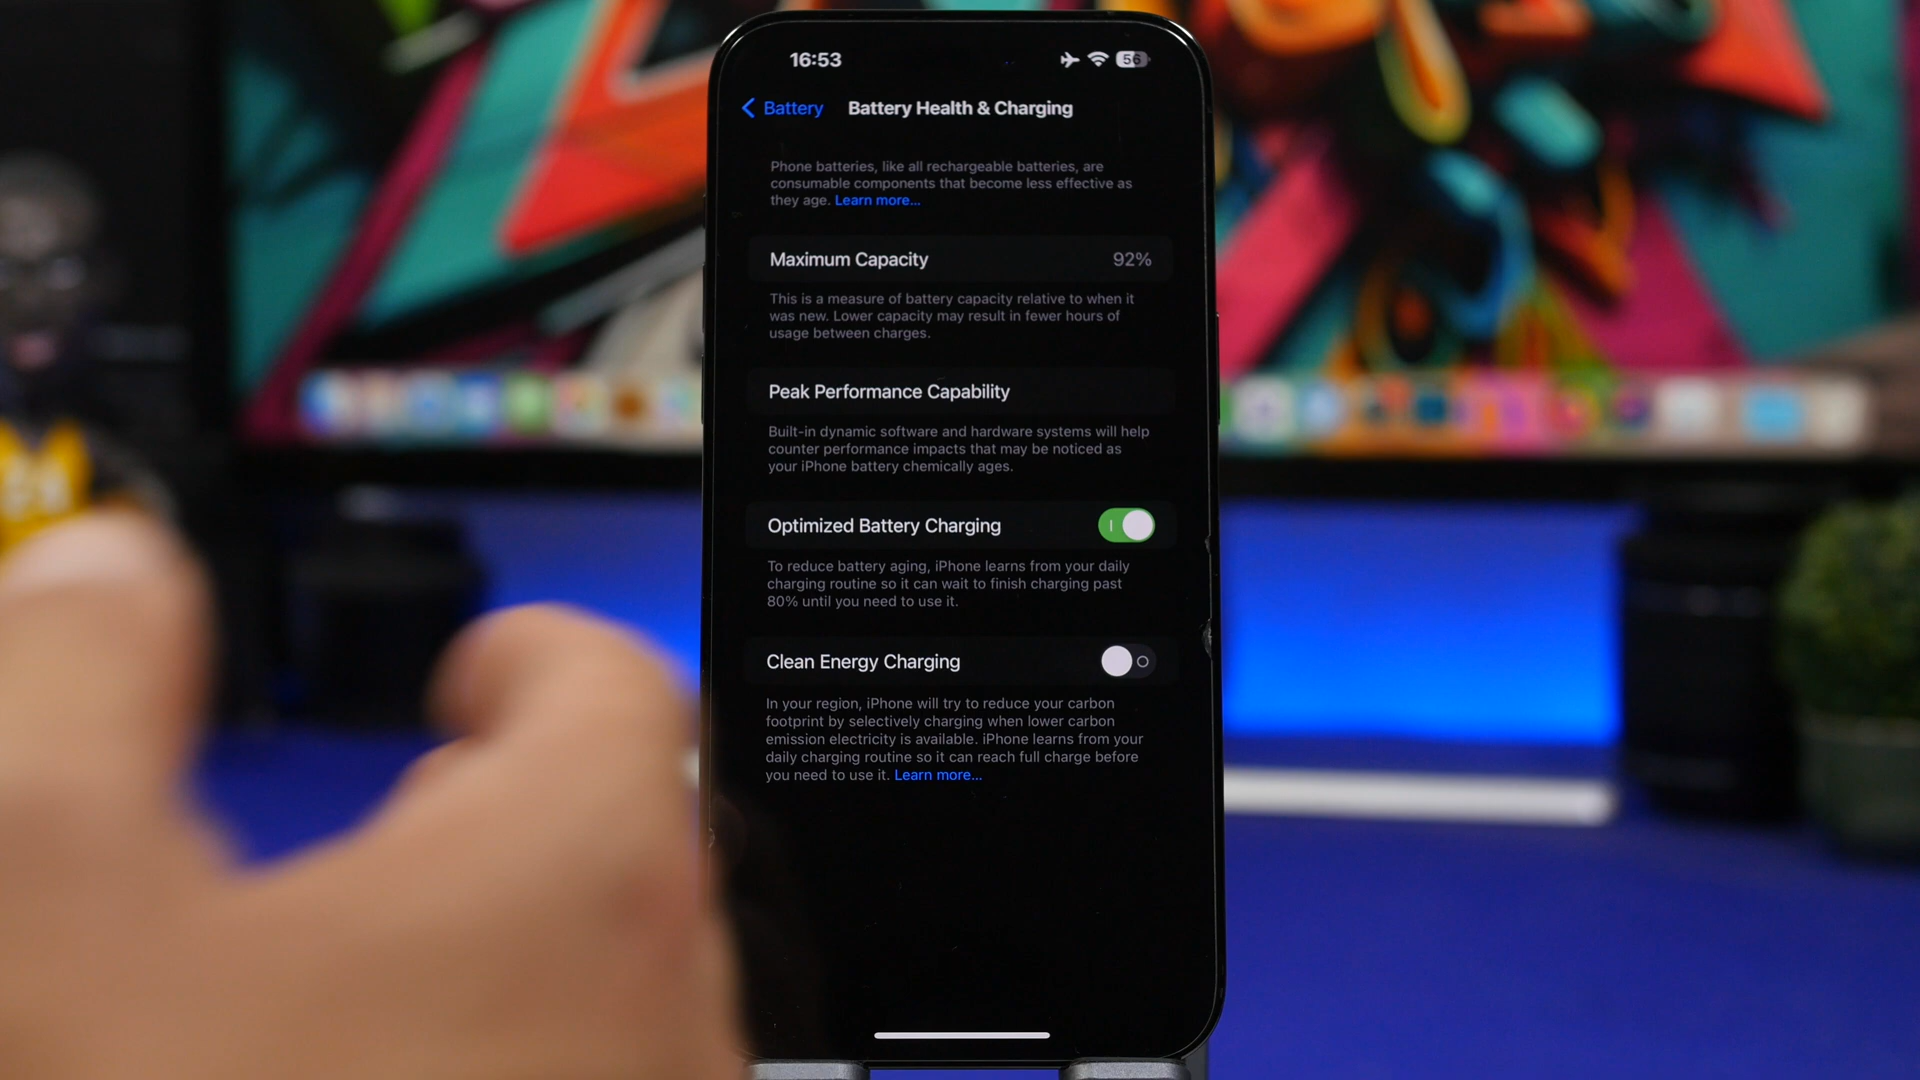 16:53
56
Battery
Battery Health & Charging
Phone batteries, like all rechargeable batteries, are
consumable components that become less effective as
they age. Learn more...
Maximum Capacity 92%
This is a measure of battery capacity relative to when it
was new. Lower capacity may result in fewer hours of
usage between charges.
Peak Performance Capability
Built-in dynamic software and hardware systems will help
counter performance impacts that may be noticed as
your iPhone battery chemically ages.
Optimized Battery Charging
To reduce battery aging, iPhone learns from your daily
charging routine so it can wait to finish charging past
80% until you need to use it.
Clean Energy Charging
In your region, iPhone will try to reduce your carbon
footprint by selectively charging when lower carbon
emission electricity is available. iPhone learns from your
daily charging routine so it can reach full charge before
you need to use it. Learn more...